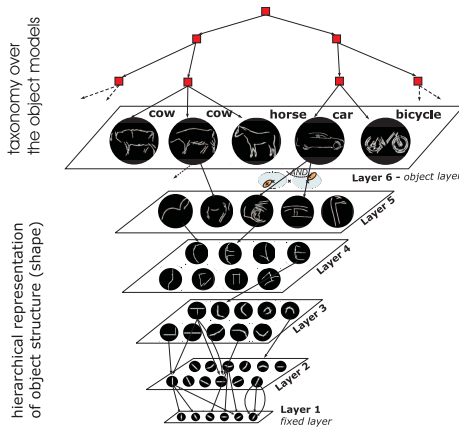 taxonomy over
the object models
cow
cow
horse
car
bicycle
Layer 6 - object layer
AND
Layer 5
Layer 4
Layer 3
Layer 2
Layer 1
fixed layer
hierarchical representation
of object structure (shape)